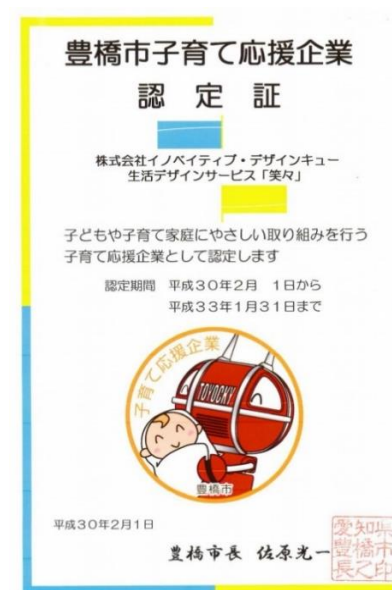 豊橋市子育て応援企業
認定証
株式会社イノベイティブ・デザインキュー
生活デザインサービス「笑々」
子どもや子育て家庭にやさしい取り組みを行う
子育て応援企業として認定します
認定期間 平成30年2月 1日から
平成33年1月31日まで
子育て応援企業
TOYOCKY
豊橋市
平成30年2月1日
豊橋市長 佐原光一
愛知県
豊橋市
長之印